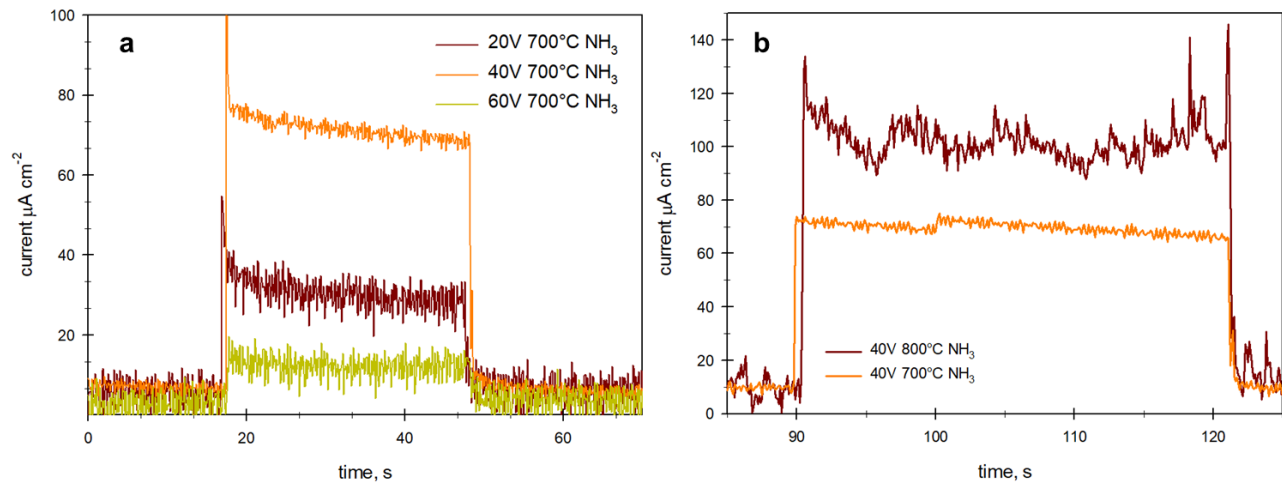 a
20V 700°C NH₃
40V 700°C NH₃
60V 700°C NH₃
current µA cm⁻²
100
80
60
40
20
0
20
40
60
time, s
b
40V 800°C NH₃
40V 700°C NH₃
current µA cm⁻²
140
120
100
80
60
40
20
0
90
100
110
120
time, s